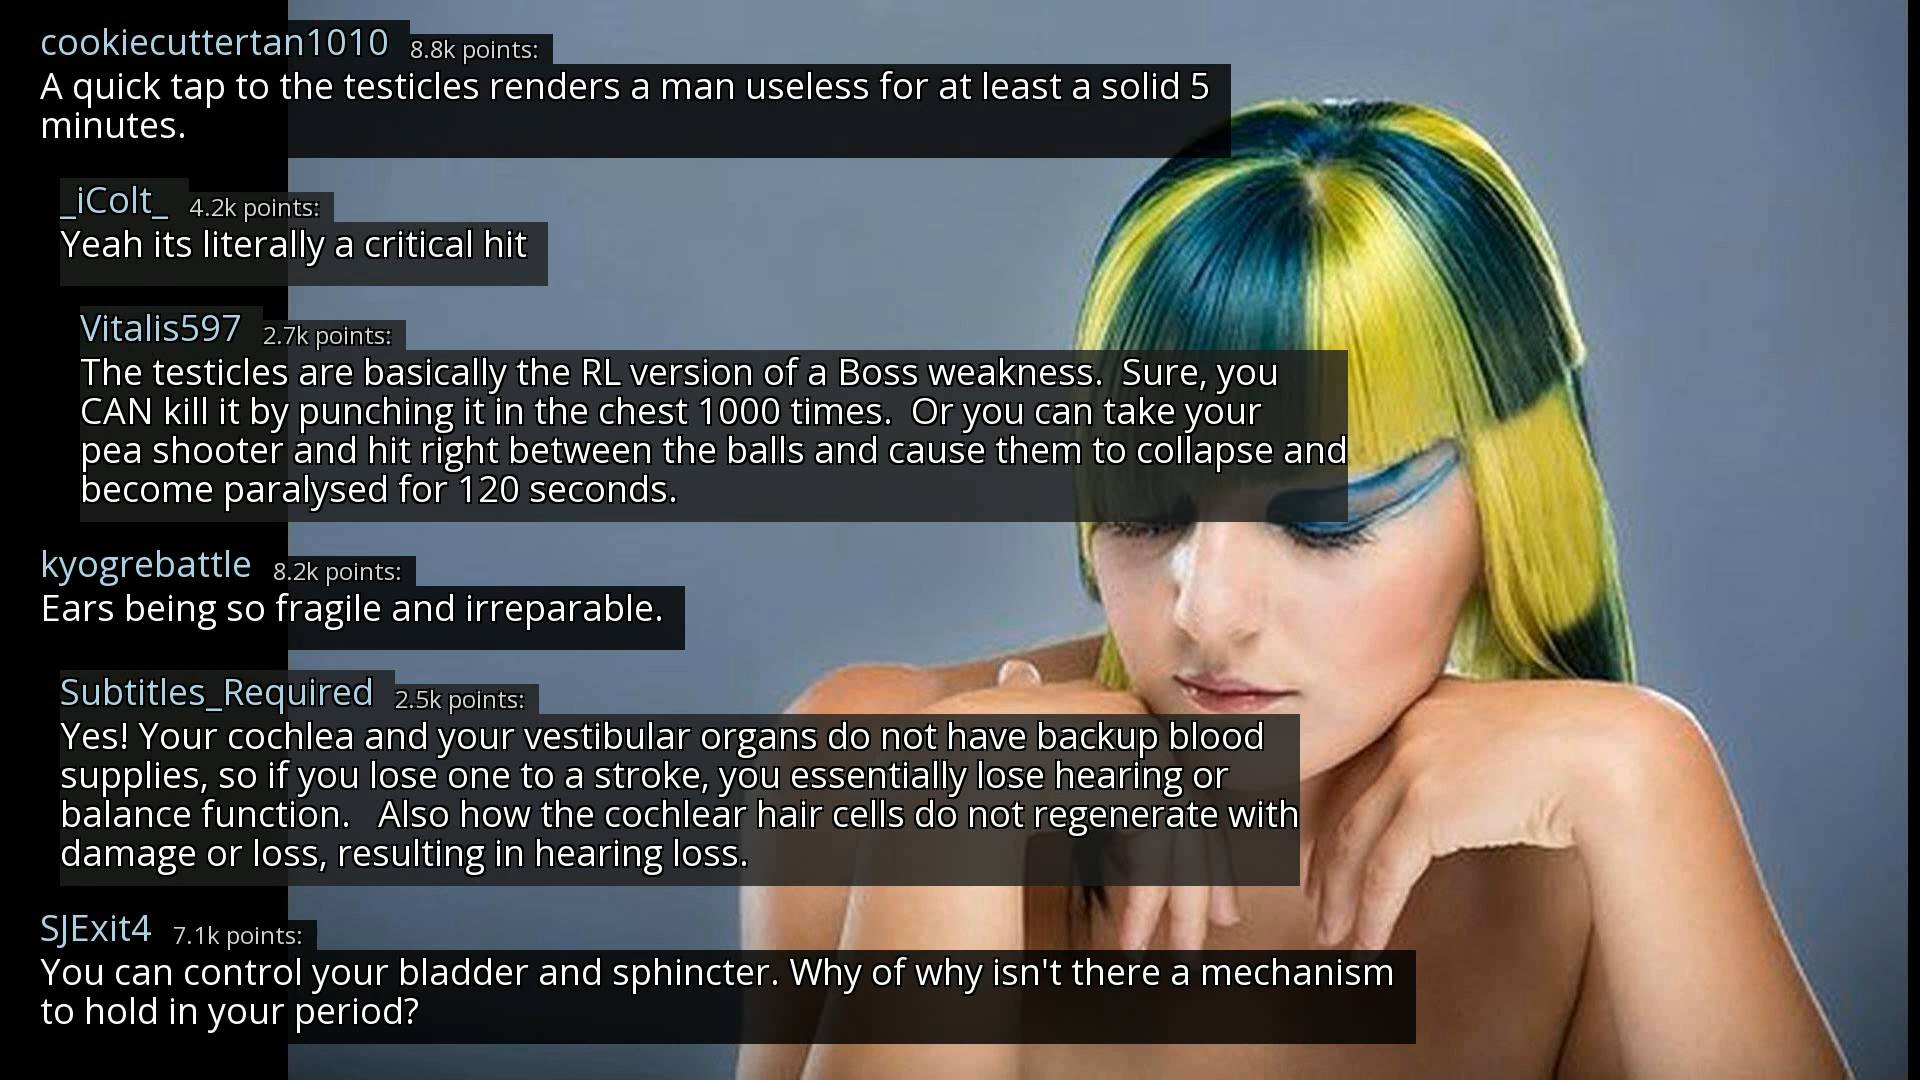 cookiecuttertan1010 8.8k points:
A quick tap to the testicles renders a man useless for at least a solid 5
minutes.
_iColt_ 4.2k points:
Yeah its literally a critical hit
Vitalis597 2.7k points:
The testicles are basically the RL version of a Boss weakness.  Sure, you
CAN kill it by punching it in the chest 1000 times.  Or you can take your
pea shooter and hit right between the balls and cause them to collapse and
become paralysed for 120 seconds.
kyogrebattle 8.2k points:
Ears being so fragile and irreparable.
Subtitles_Required 2.5k points:
Yes! Your cochlea and your vestibular organs do not have backup blood
supplies, so if you lose one to a stroke, you essentially lose hearing or
balance function.   Also how the cochlear hair cells do not regenerate with
damage or loss, resulting in hearing loss.
SJExit4 7.1k points:
You can control your bladder and sphincter. Why of why isn't there a mechanism
to hold in your period?